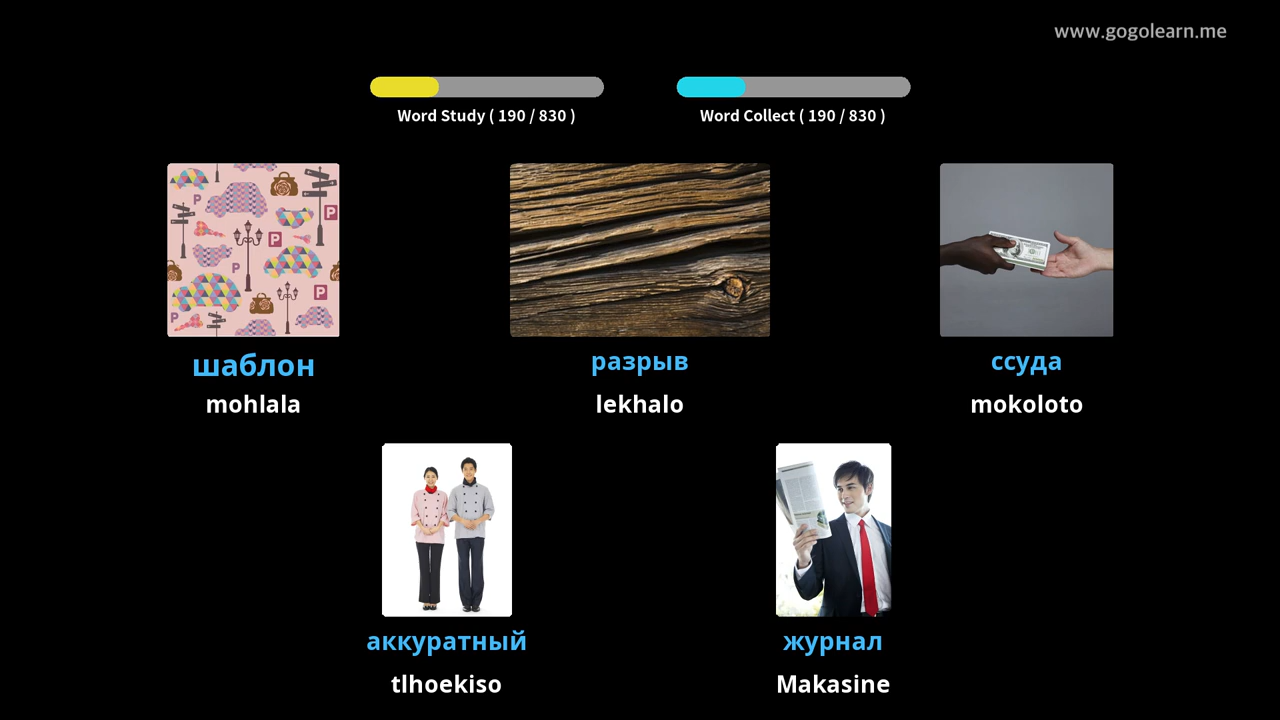 www.gogolearn.me
Word Study ( 190 / 830 )
Word Collect ( 190 / 830 )
P
P
P
P
P
P
шаблон
mohlala
разрыв
lekhalo
ссуда
mokoloto
аккуратный
tlhoekiso
журнал
Makasine